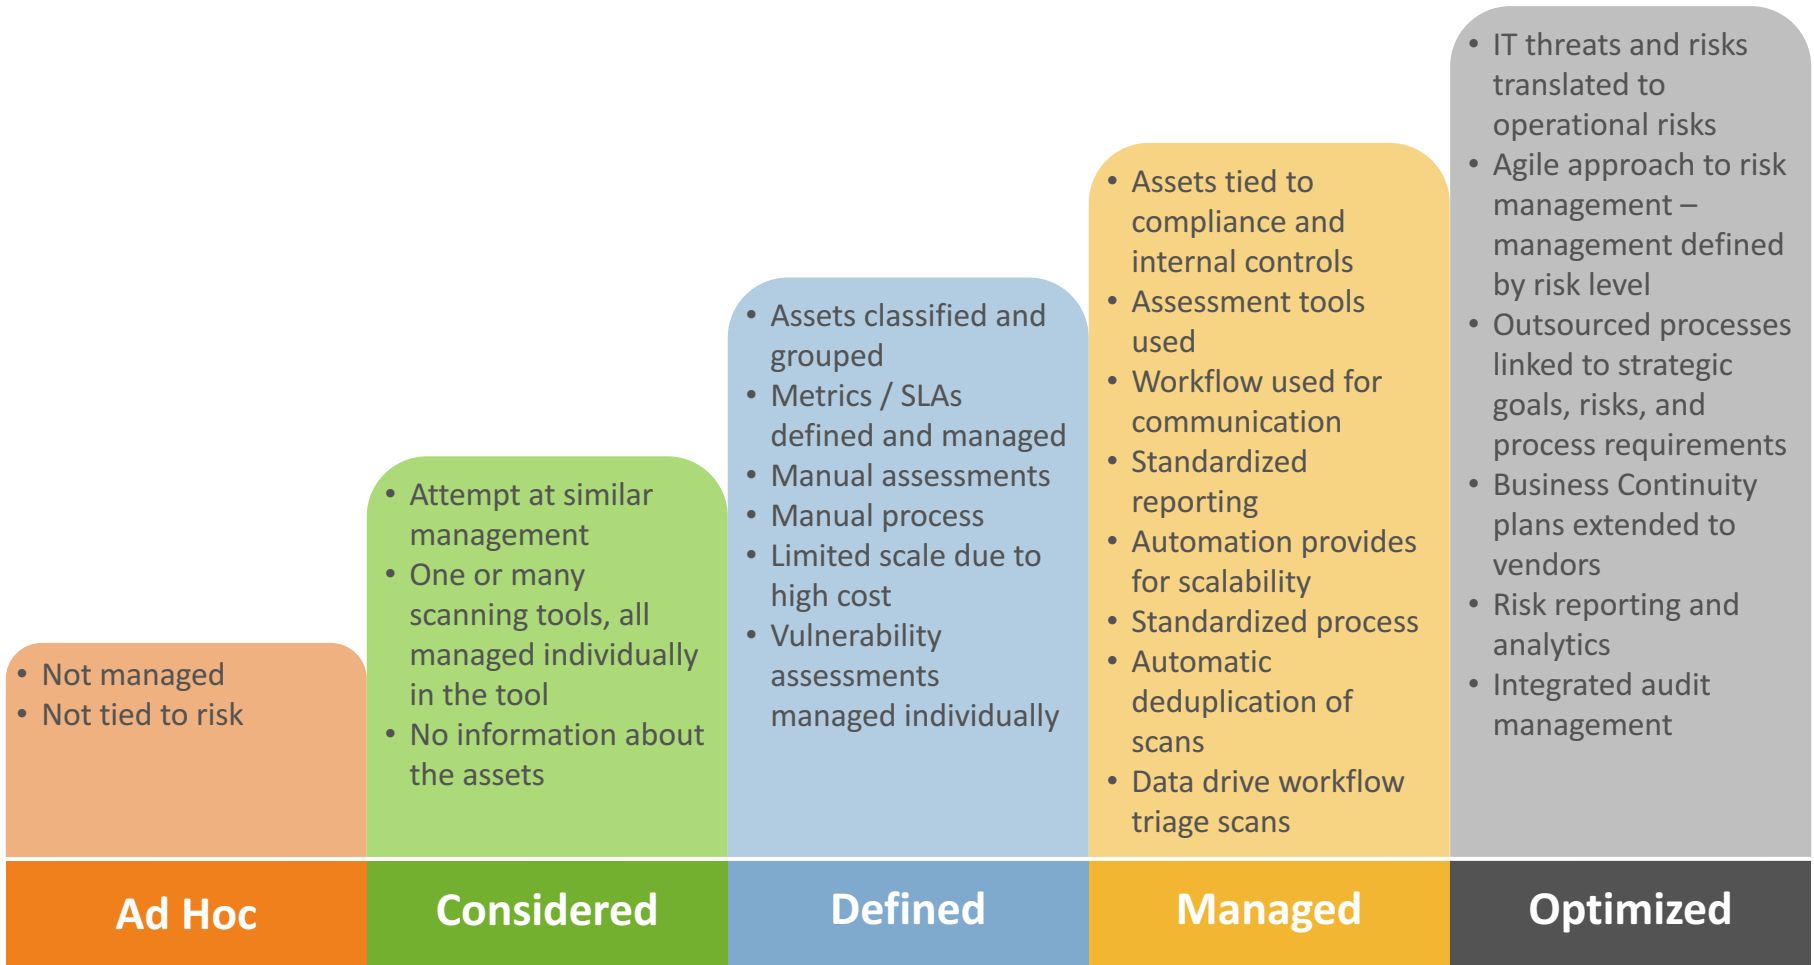 • Not managed
• Not tied to risk
Ad Hoc
• Attempt at similar
management
• One or many
scanning tools, all
managed individually
in the tool
• No information about
the assets
Considered
• Assets classified and
grouped
• Metrics / SLAs
defined and managed
• Manual assessments
• Manual process
• Limited scale due to
high cost
• Vulnerability
assessments
managed individually
Defined
• Assets tied to
compliance and
internal controls
• Assessment tools
used
• Workflow used for
communication
• Standardized
reporting
• Automation provides
for scalability
• Standardized process
• Automatic
deduplication of
scans
• Data drive workflow
triage scans
Managed
• IT threats and risks
translated to
operational risks
• Agile approach to risk
management –
management defined
by risk level
• Outsourced processes
linked to strategic
goals, risks, and
process requirements
• Business Continuity
plans extended to
vendors
• Risk reporting and
analytics
• Integrated audit
management
Optimized